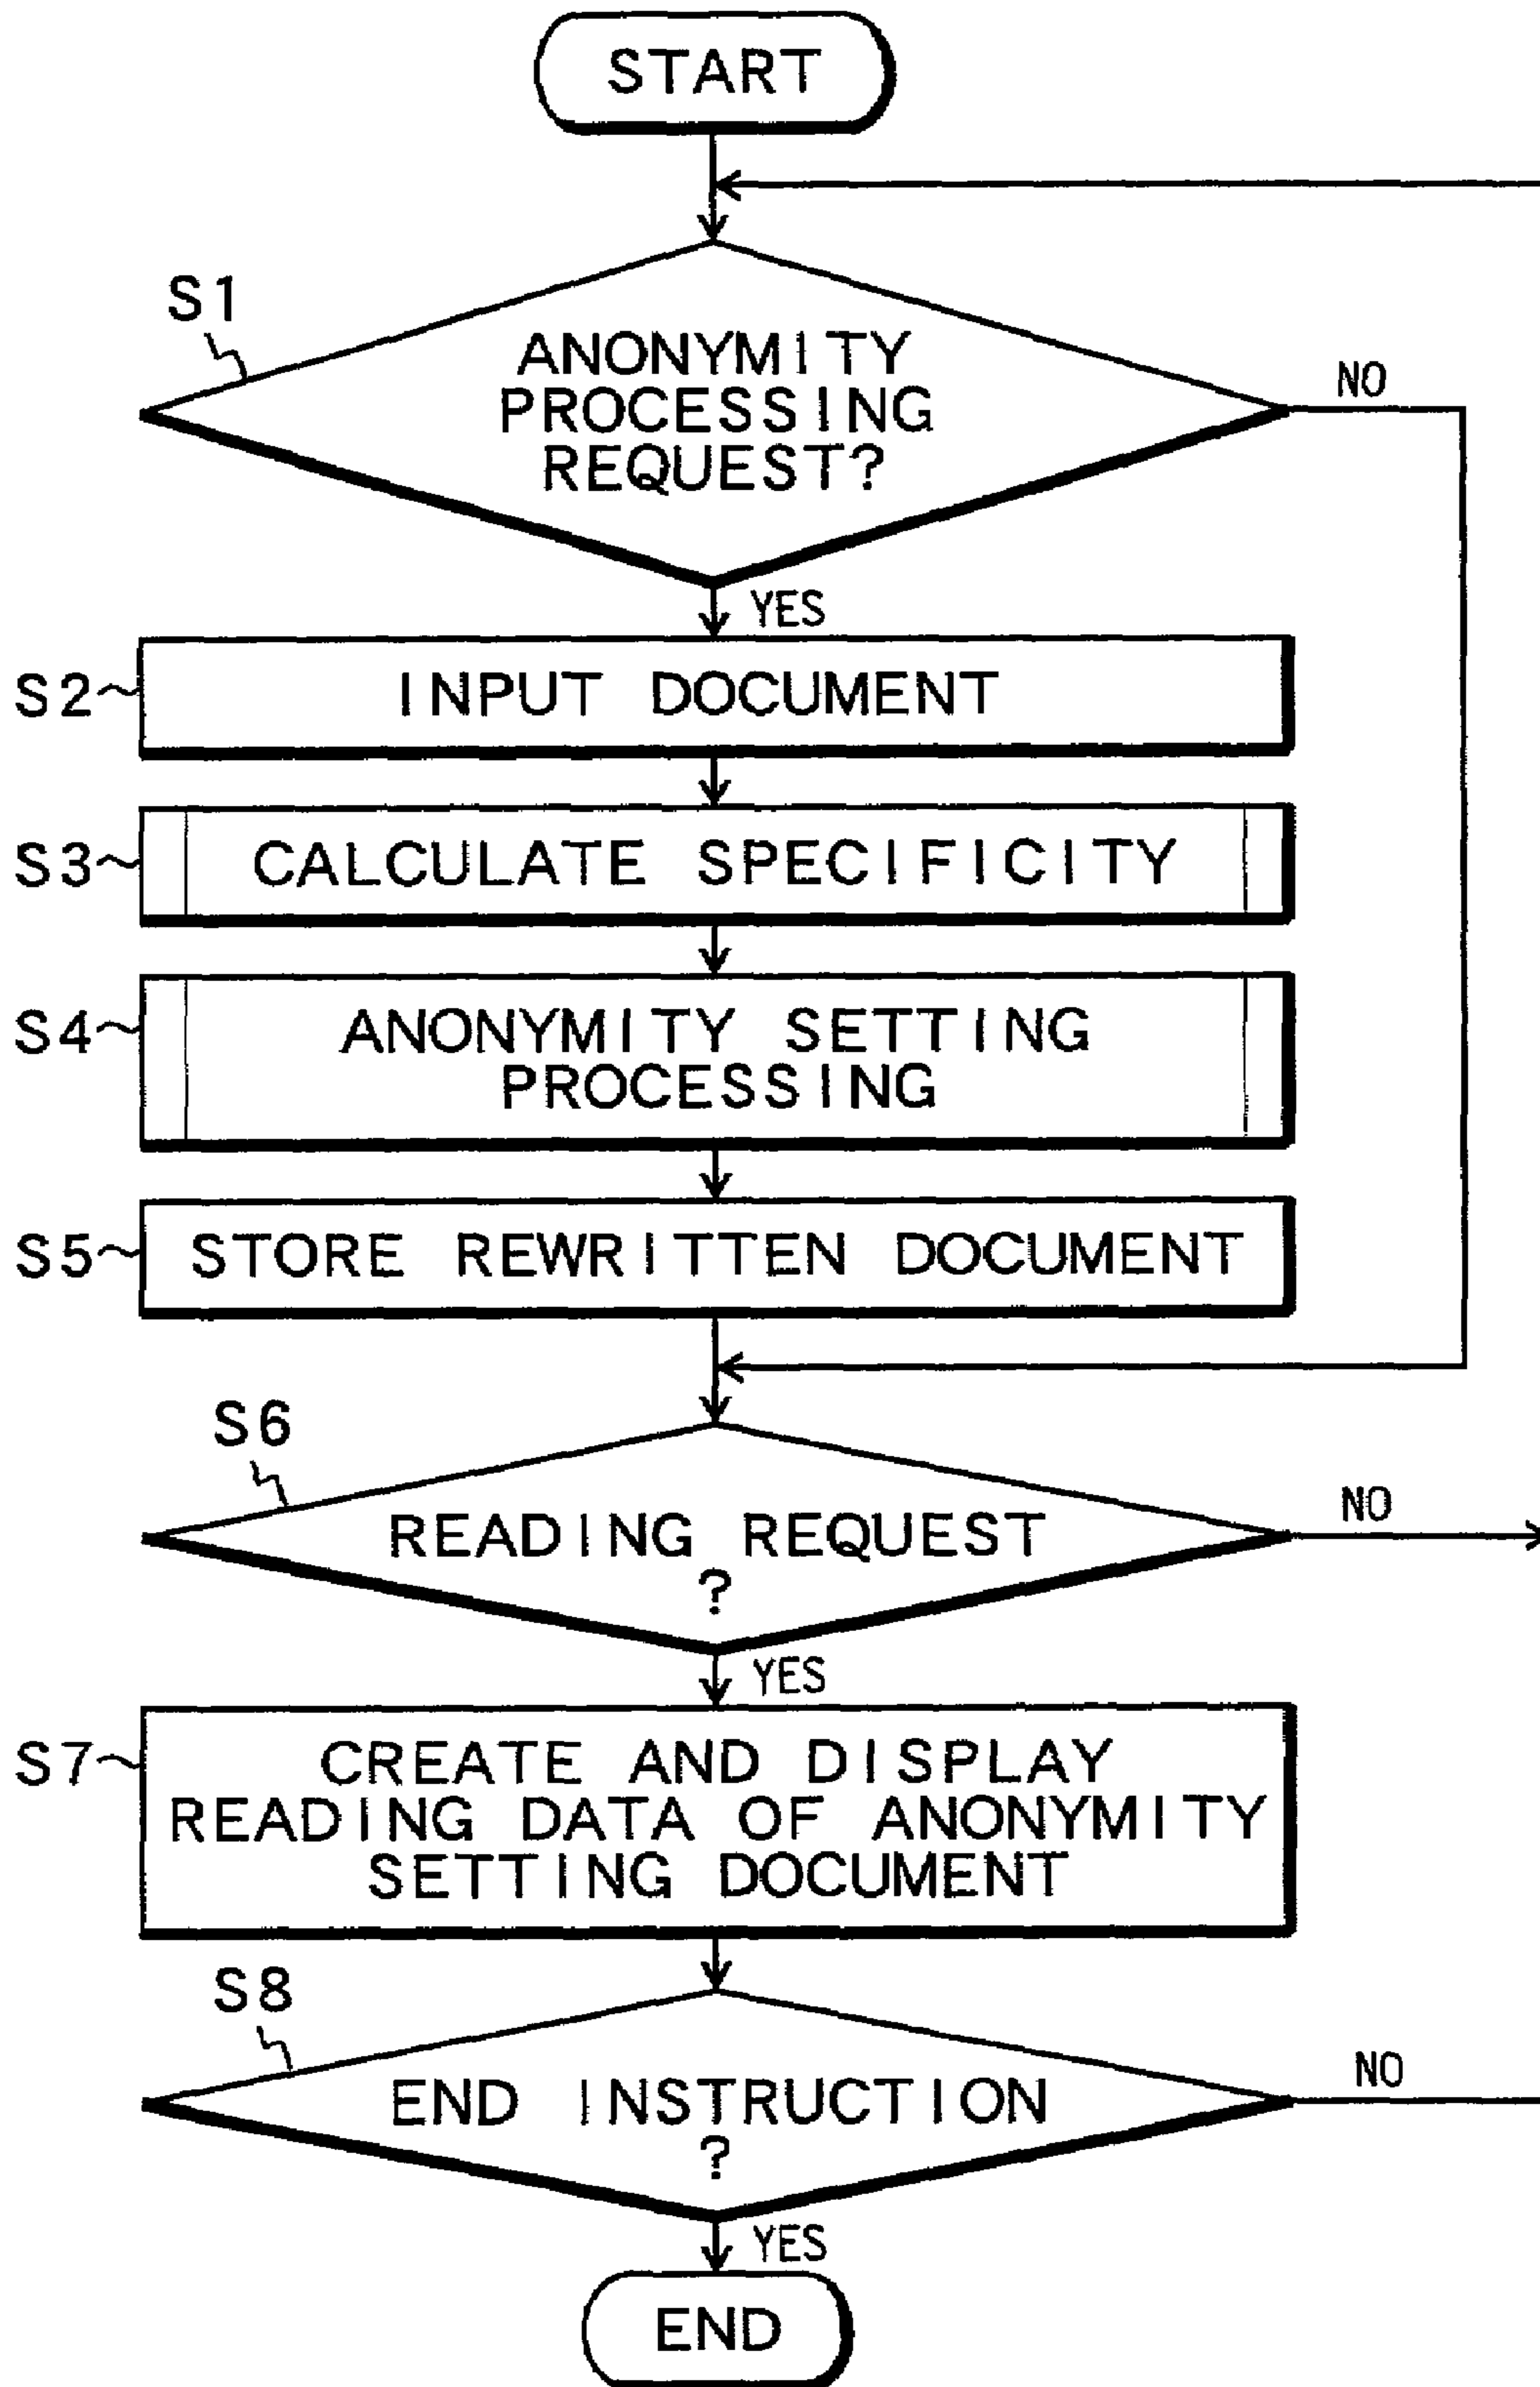 START
S1
ANONYMITY
PROCESSING
REQUEST?
NO
YES
S2
INPUT DOCUMENT
S3
CALCULATE SPECIFICITY
S4
ANONYMITY SETTING
PROCESSING
S5
STORE REWRITTEN DOCUMENT
S6
READING REQUEST
?
NO
YES
S7
CREATE AND DISPLAY
READING DATA OF ANONYMITY
SETTING DOCUMENT
S8
END INSTRUCTION
?
NO
YES
END